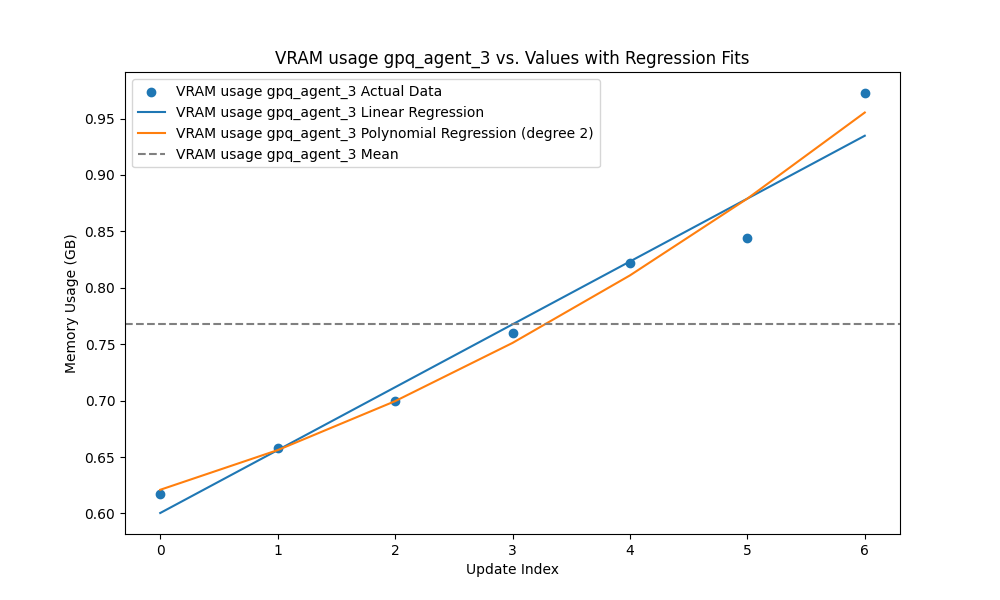 VRAM usage gpq_agent_3 vs. Values with Regression Fits
VRAM usage gpq_agent_3 Actual Data
VRAM usage gpq_agent_3 Linear Regression
VRAM usage gpq_agent_3 Polynomial Regression (degree 2)
VRAM usage gpq_agent_3 Mean
Memory Usage (GB)
0.95
0.90
0.85
0.80
0.75
0.70
0.65
0.60
0 1 2 3 4 5 6
Update Index